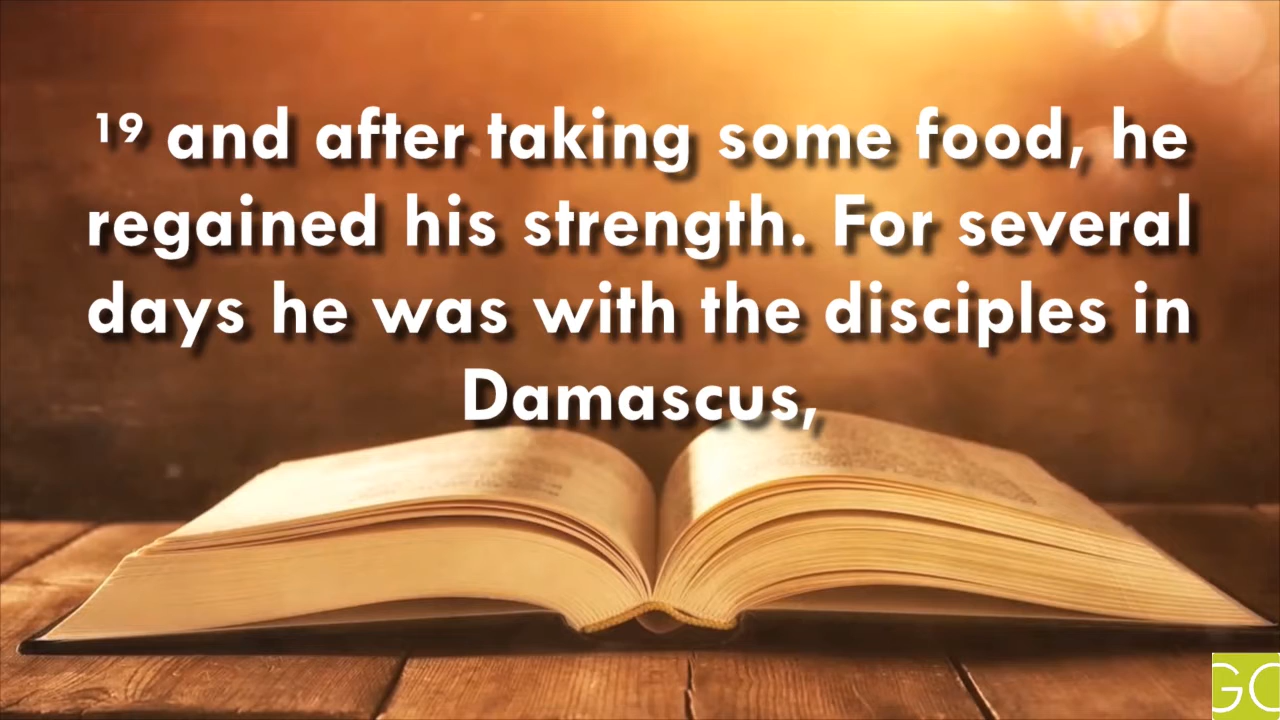 ¹⁹ and after taking some food, he
regained his strength. For several
days he was with the disciples in
Damascus,
GC